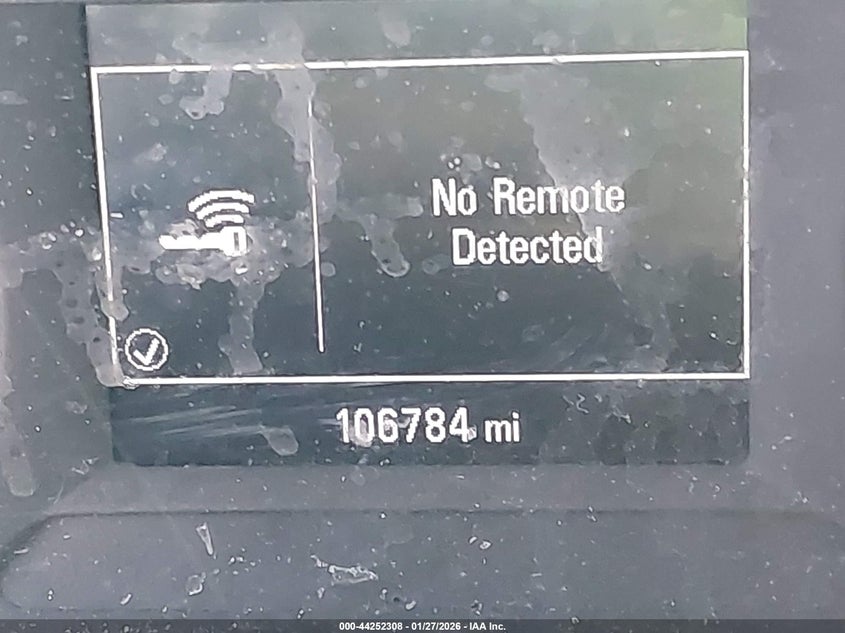 No Remote
Detected
106784 mi
000-44252308 - 01/27/2026 - IAA Inc.